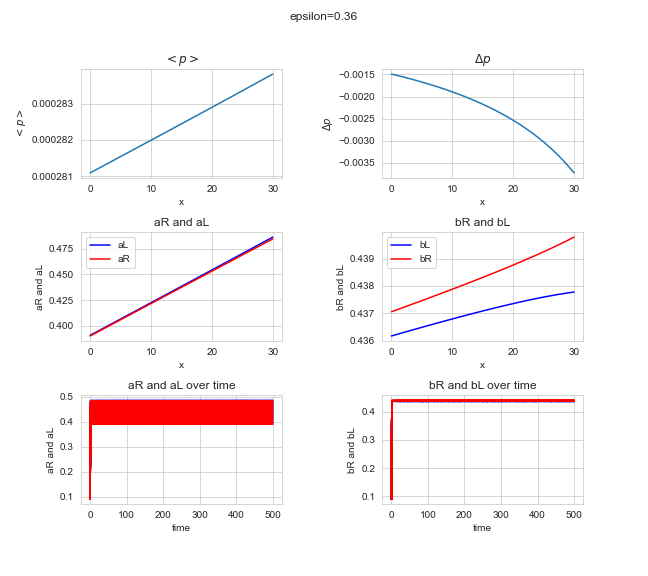 epsilon=0.36
< p >
Δp
0.000283
0.000282
0.000281
< p >
0 10 20 30
x
−0.0015
−0.0020
−0.0025
−0.0030
−0.0035
Δp
0 10 20 30
x
aR and aL
bR and bL
aL
aR
0.475
0.450
0.425
0.400
aR and aL
0 10 20 30
x
bL
bR
0.439
0.438
0.437
0.436
bR and bL
0 10 20 30
x
aR and aL over time
bR and bL over time
0.5
0.4
0.3
0.2
0.1
aR and aL
0 100 200 300 400 500
time
0.4
0.3
0.2
0.1
bR and bL
0 100 200 300 400 500
time